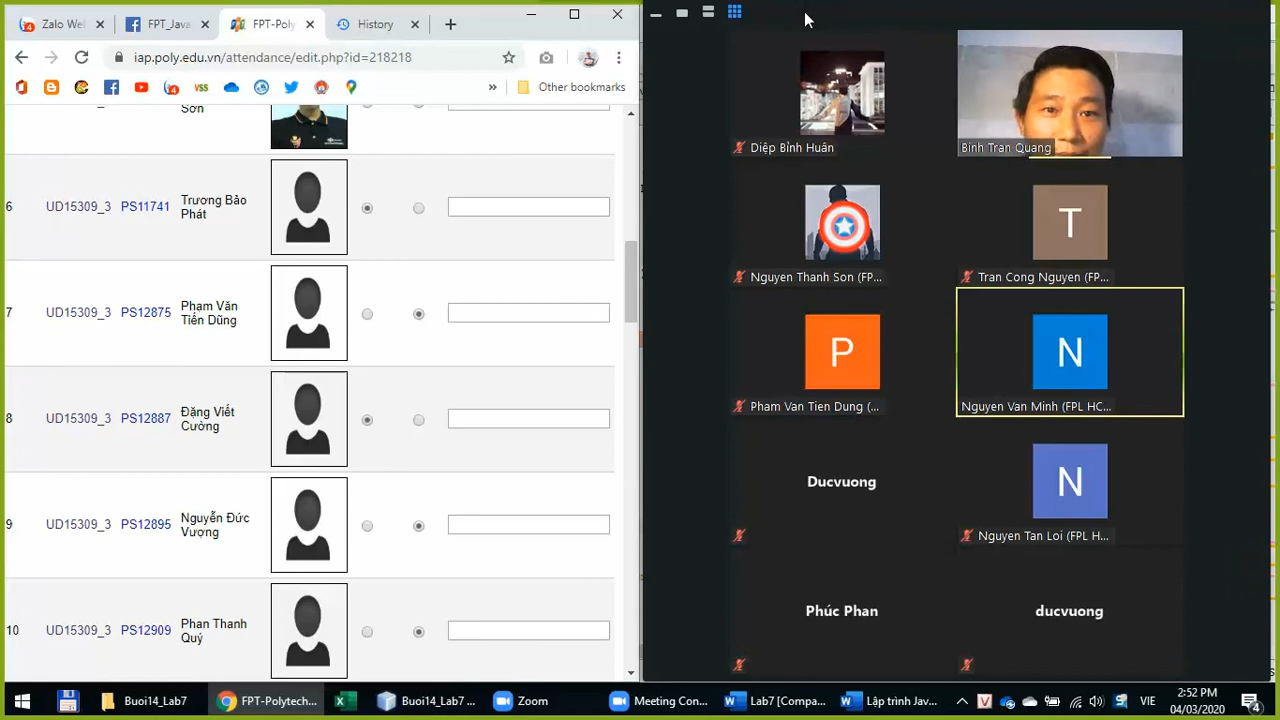 Zalo Wel
FPT_Java
FPT-Poly
History
iap.poly.edu.vn/attendance/edit.php?id=218218
VSS
»
Other bookmarks
Sơn
6 UD15309_3 PS11741 Trương Bảo
Phát
7 UD15309_3 PS12875 Phạm Văn
Tiến Dũng
8 UD15309_3 PS12887 Đặng Viết
Cường
9 UD15309_3 PS12895 Nguyễn Đức
Vượng
10 UD15309_3 PS12909 Phan Thanh
Quý
Diệp Bỉnh Huân
Binh Tran Quang
Nguyen Thanh Son (FP...
T
Tran Cong Nguyen (FP...
P
Pham Van Tien Dung (...
N
Nguyen Van Minh (FPL HC...
Ducvuong
N
Nguyen Tan Loi (FPL H...
Phúc Phan
ducvuong
Buoi14_Lab7
FPT-Polytech...
Buoi14_Lab7 ...
Zoom
Meeting Con...
Lab7 [Compa...
Lập trình Jav...
VIE
2:52 PM
04/03/2020
4